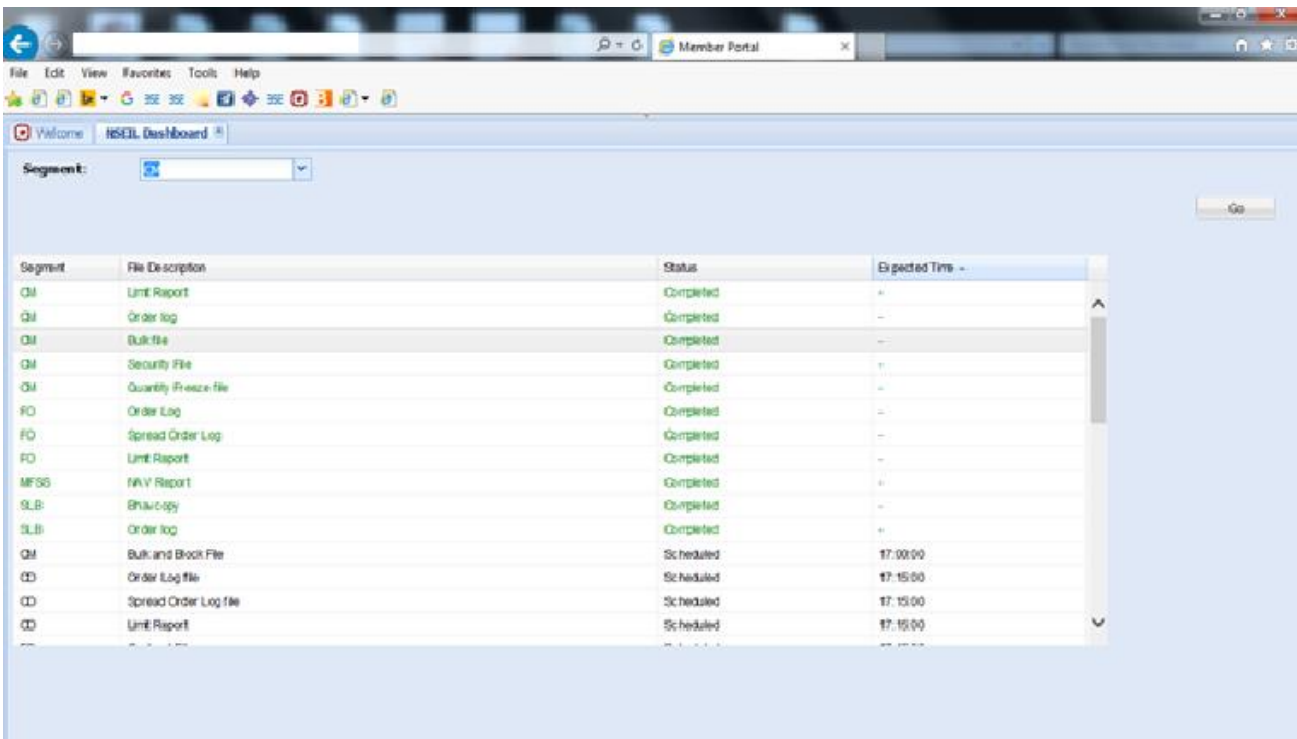 Member Portal
File Edit View Favorites Tools Help
Welcome NSEIL Dashboard
Segment: CM
Go
Segment File Description Status Expected Time
CM Limit Report Completed -
CM Order log Completed -
CM Bulk file Completed -
CM Security File Completed -
CM Quantity Freeze file Completed -
FO Order Log Completed -
FO Spread Order Log Completed -
FO Limit Report Completed -
MFSS NAV Report Completed -
SLB Bhavcopy Completed -
SLB Order log Completed -
CM Bulk and Block File Scheduled 17:00:00
CD Order Log file Scheduled 17:15:00
CD Spread Order Log file Scheduled 17:15:00
CD Limit Report Scheduled 17:15:00